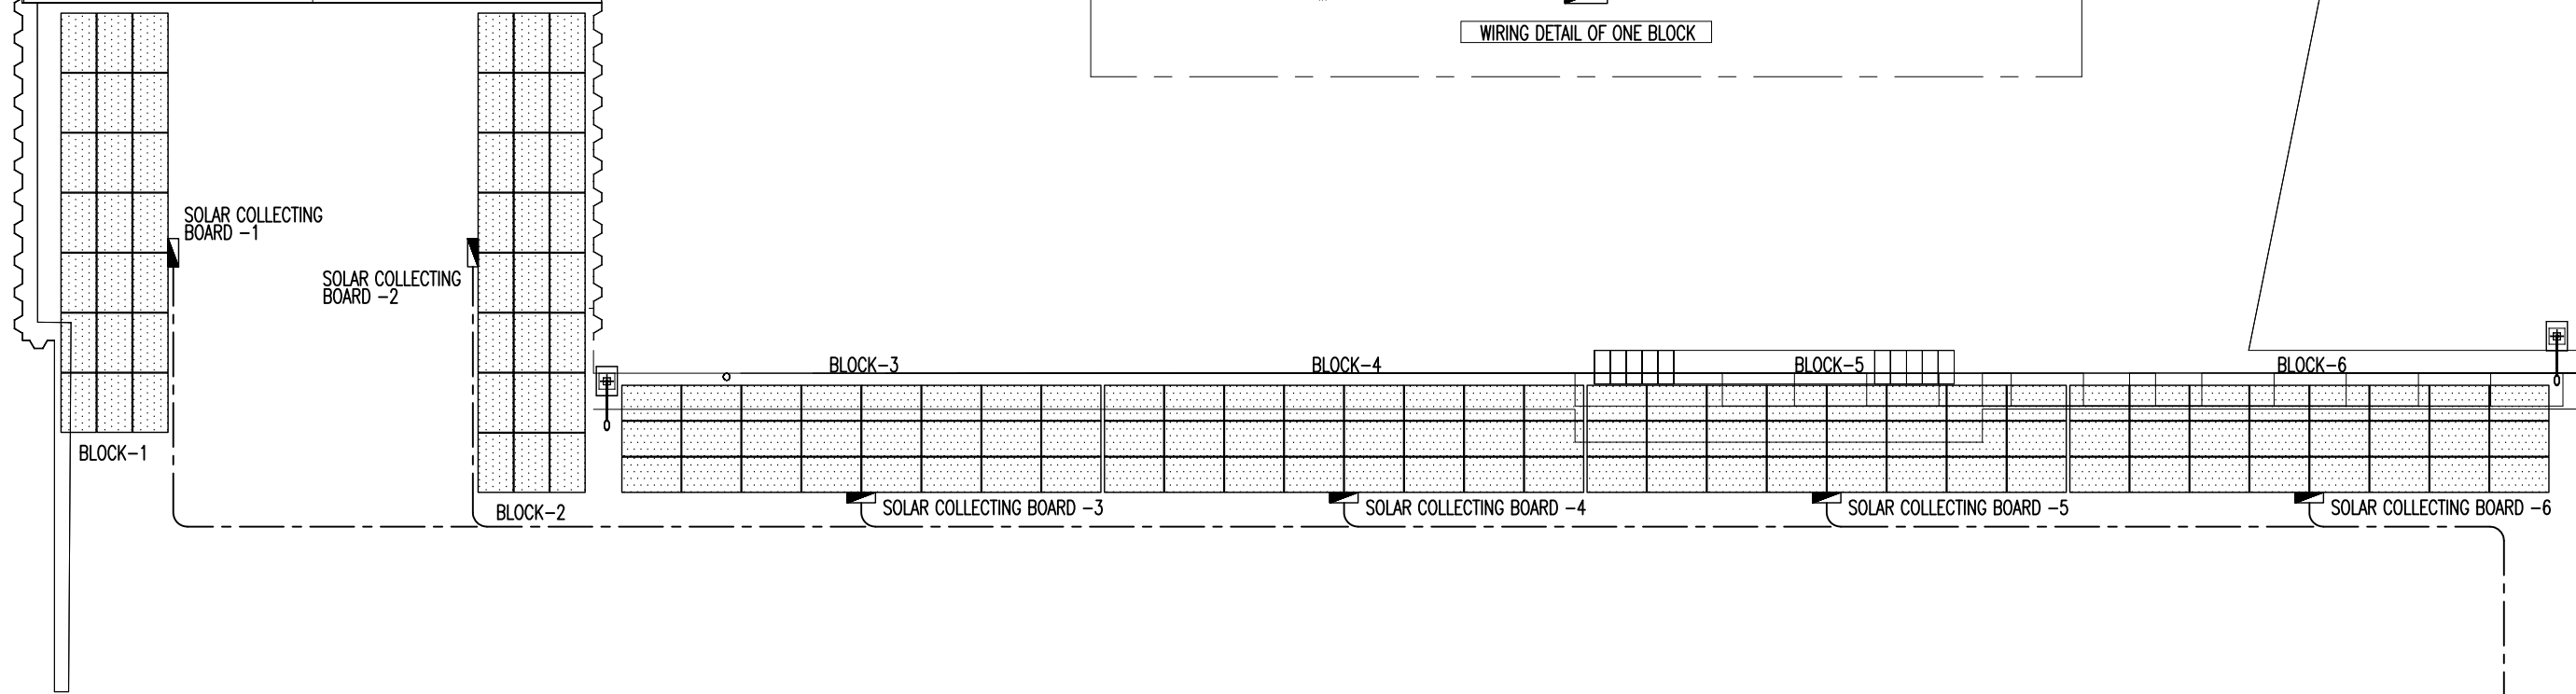 WIRING DETAIL OF ONE BLOCK
SOLAR COLLECTING
BOARD -1
SOLAR COLLECTING
BOARD -2
BLOCK-3
BLOCK-4
BLOCK-5
BLOCK-6
BLOCK-1
BLOCK-2
SOLAR COLLECTING BOARD -3
SOLAR COLLECTING BOARD -4
SOLAR COLLECTING BOARD -5
SOLAR COLLECTING BOARD -6